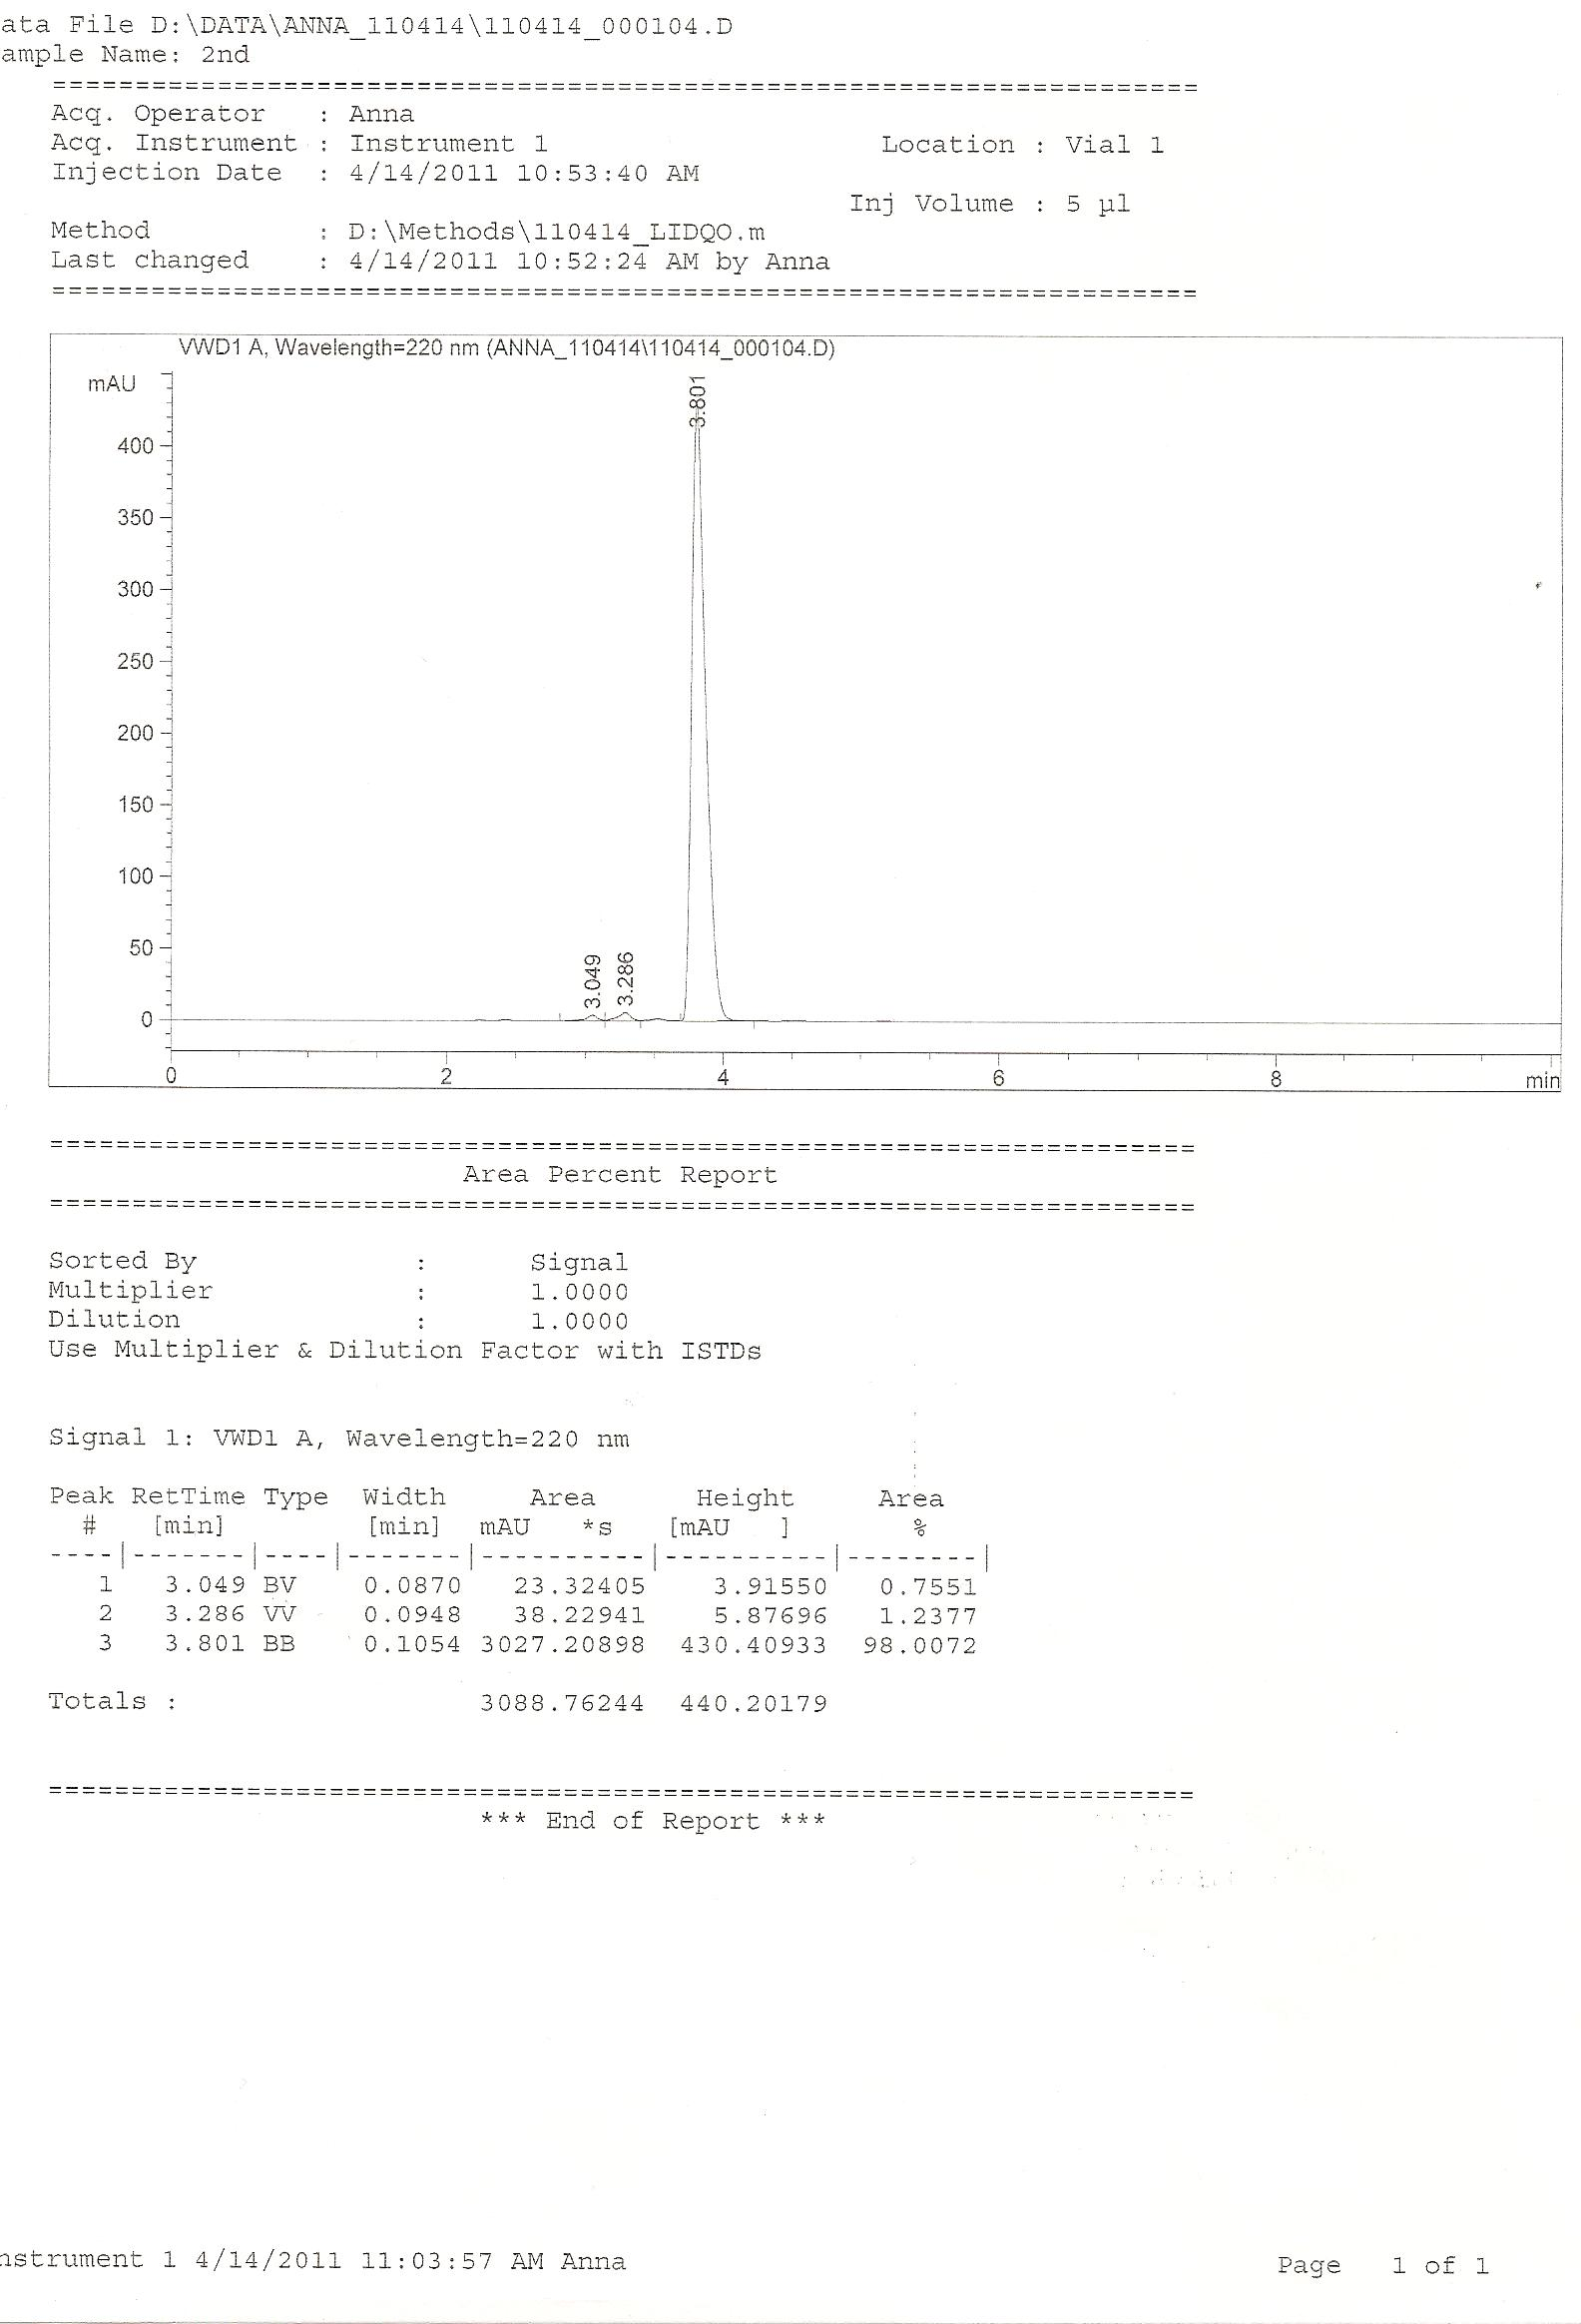 ata File D:\DATA\ANNA_110414\110414_000104.D
ample Name: 2nd
=====================================================================
Acq. Operator   : Anna
Acq. Instrument : Instrument 1                    Location : Vial 1
Injection Date  : 4/14/2011 10:53:40 AM
Inj Volume : 5 µl
Method          : D:\Methods\110414_LIDQO.m
Last changed    : 4/14/2011 10:52:24 AM by Anna
=====================================================================
VWD1 A, Wavelength=220 nm (ANNA_110414\110414_000104.D)
mAU
3.801
400
350
300
250
200
150
100
50
3.049
3.286
0
0 2 4 6 8 min
=====================================================================
Area Percent Report
=====================================================================
Sorted By             :      Signal
Multiplier            :      1.0000
Dilution              :      1.0000
Use Multiplier & Dilution Factor with ISTDs
Signal 1: VWD1 A, Wavelength=220 nm
Peak RetTime Type  Width     Area      Height     Area
#   [min]        [min]  mAU   *s   [mAU   ]      %
----|-------|----|-------|----------|----------|--------|
1   3.049 BV    0.0870   23.32405    3.91550   0.7551
2   3.286 VV    0.0948   38.22941    5.87696   1.2377
3   3.801 BB    0.1054 3027.20898  430.40933  98.0072
Totals :                  3088.76244  440.20179
=====================================================================
*** End of Report ***
nstrument 1 4/14/2011 11:03:57 AM Anna                    Page   1 of 1